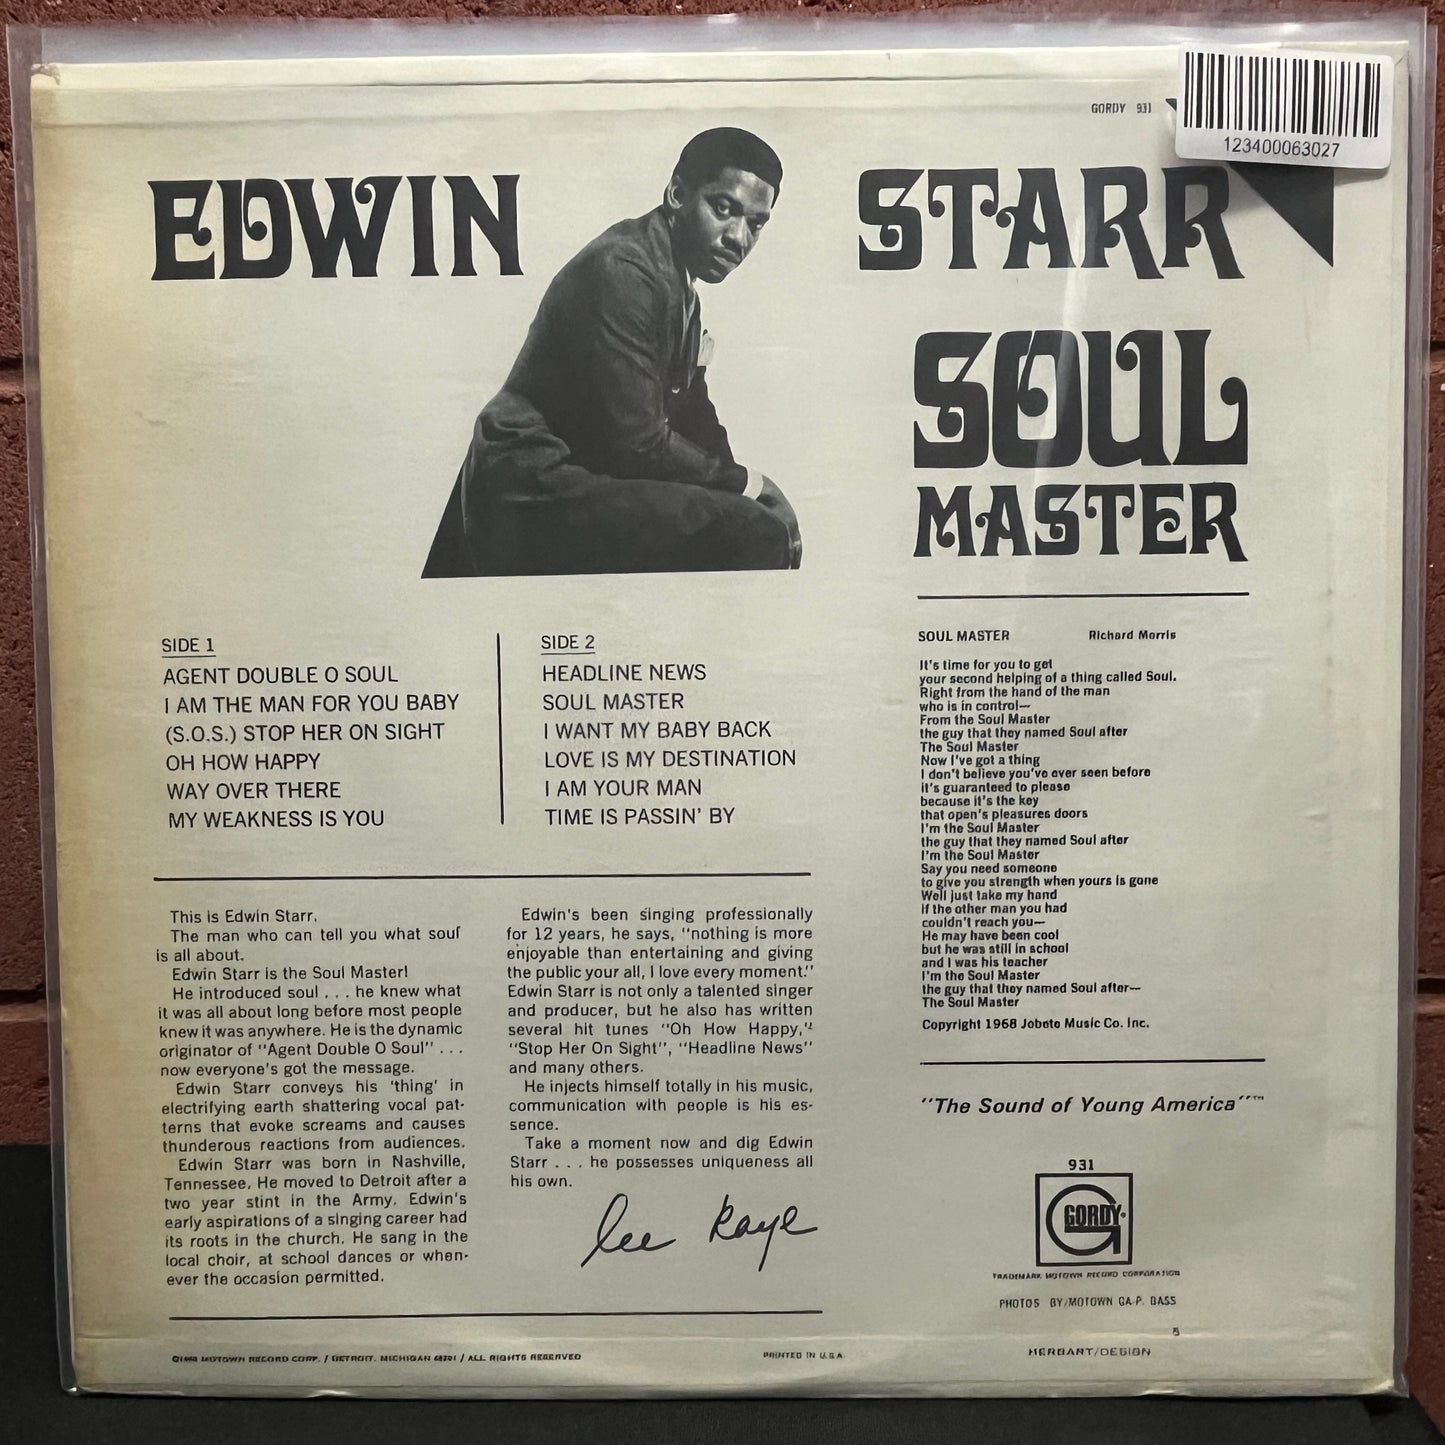 GORDY 931
123400063027
EDWIN STARR
SOUL
MASTER
SIDE 1
AGENT DOUBLE O SOUL
I AM THE MAN FOR YOU BABY
(S.O.S.) STOP HER ON SIGHT
OH HOW HAPPY
WAY OVER THERE
MY WEAKNESS IS YOU
SIDE 2
HEADLINE NEWS
SOUL MASTER
I WANT MY BABY BACK
LOVE IS MY DESTINATION
I AM YOUR MAN
TIME IS PASSIN' BY
This is Edwin Starr.
The man who can tell you what soul
is all about.
Edwin Starr is the Soul Master!
He introduced soul . . . he knew what
it was all about long before most people
knew it was anywhere. He is the dynamic
originator of "Agent Double O Soul" . . .
now everyone's got the message.
Edwin Starr conveys his 'thing' in
electrifying earth shattering vocal pat-
terns that evoke screams and causes
thunderous reactions from audiences.
Edwin Starr was born in Nashville,
Tennessee. He moved to Detroit after a
two year stint in the Army. Edwin's
early aspirations of a singing career had
its roots in the church. He sang in the
local choir, at school dances or when-
ever the occasion permitted.
Edwin's been singing professionally
for 12 years, he says, "nothing is more
enjoyable than entertaining and giving
the public your all, I love every moment."
Edwin Starr is not only a talented singer
and producer, but he also has written
several hit tunes "Oh How Happy,"
"Stop Her On Sight", "Headline News"
and many others.
He injects himself totally in his music,
communication with people is his es-
sence.
Take a moment now and dig Edwin
Starr . . . he possesses uniqueness all
his own.
Lee Kaye
SOUL MASTER Richard Morris
It's time for you to get
your second helping of a thing called Soul.
Right from the hand of the man
who is in control—
From the Soul Master
the guy that they named Soul after
The Soul Master
Now I've got a thing
I don't believe you've ever seen before
it's guaranteed to please
because it's the key
that open's pleasures doors
I'm the Soul Master
the guy that they named Soul after
I'm the Soul Master
Say you need someone
to give you strength when yours is gone
Well just take my hand
if the other man you had
couldn't reach you—
He may have been cool
but he was still in school
and I was his teacher
I'm the Soul Master
the guy that they named Soul after—
The Soul Master
Copyright 1968 Jobete Music Co. Inc.
"The Sound of Young America"™
931
GORDY
TRADEMARK MOTOWN RECORD CORPORATION
PHOTOS BY/MOTOWN GA-P. BASS
5
HERBART/DESIGN
©1968 MOTOWN RECORD CORP. / DETROIT, MICHIGAN 48201 / ALL RIGHTS RESERVED
PRINTED IN U.S.A.